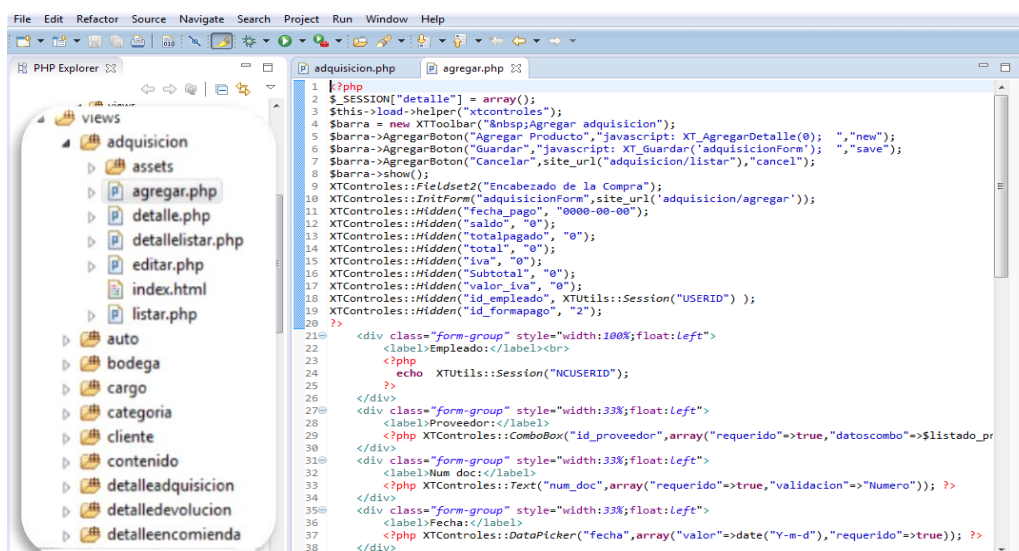 File Edit Refactor Source Navigate Search Project Run Window Help
PHP Explorer
views
adquisicion
assets
agregar.php
detalle.php
detallelistar.php
editar.php
index.html
listar.php
auto
bodega
cargo
categoria
cliente
contenido
detalleadquisicion
detalledevolucion
detalleencomienda
adquisicion.php
agregar.php
1 <?php
2 $_SESSION["detalle"] = array();
3 $this->load->helper("xtcontroles");
4 $barra = new XTToolbar("&nbsp;Agregar adquisicion");
5 $barra->AgregarBoton("Agregar Producto","javascript: XT_AgregarDetalle(0);  ","new");
6 $barra->AgregarBoton("Guardar","javascript: XT_Guardar('adquisicionForm');  ","save");
7 $barra->AgregarBoton("Cancelar",site_url("adquisicion/listar"),"cancel");
8 $barra->show();
9 XTControles::Fieldset2("Encabezado de la Compra");
10 XTControles::InitForm("adquisicionForm",site_url('adquisicion/agregar'));
11 XTControles::Hidden("fecha_pago", "0000-00-00");
12 XTControles::Hidden("saldo", "0");
13 XTControles::Hidden("totalpagado", "0");
14 XTControles::Hidden("total", "0");
15 XTControles::Hidden("iva", "0");
16 XTControles::Hidden("Subtotal", "0");
17 XTControles::Hidden("valor_iva", "0");
18 XTControles::Hidden("id_empleado", XTUtils::Session("USERID") );
19 XTControles::Hidden("id_formapago", "2");
20 ?>
21 <div class="form-group" style="width:100%;float:left">
22 <label>Empleado:</label><br>
23 <?php
24 echo  XTUtils::Session("NCUSERID");
25 ?>
26 </div>
27 <div class="form-group" style="width:33%;float:left">
28 <label>Proveedor:</label>
29 <?php XTControles::ComboBox("id_proveedor",array("requerido"=>true,"datoscombo"=>$listado_pr
30 </div>
31 <div class="form-group" style="width:33%;float:left">
32 <label>Num doc:</label>
33 <?php XTControles::Text("num_doc",array("requerido"=>true,"validacion"=>"Numero")); ?>
34 </div>
35 <div class="form-group" style="width:33%;float:left">
36 <label>Fecha:</label>
37 <?php XTControles::DataPicker("fecha",array("valor"=>date("Y-m-d"),"requerido"=>true)); ?>
38 </div>